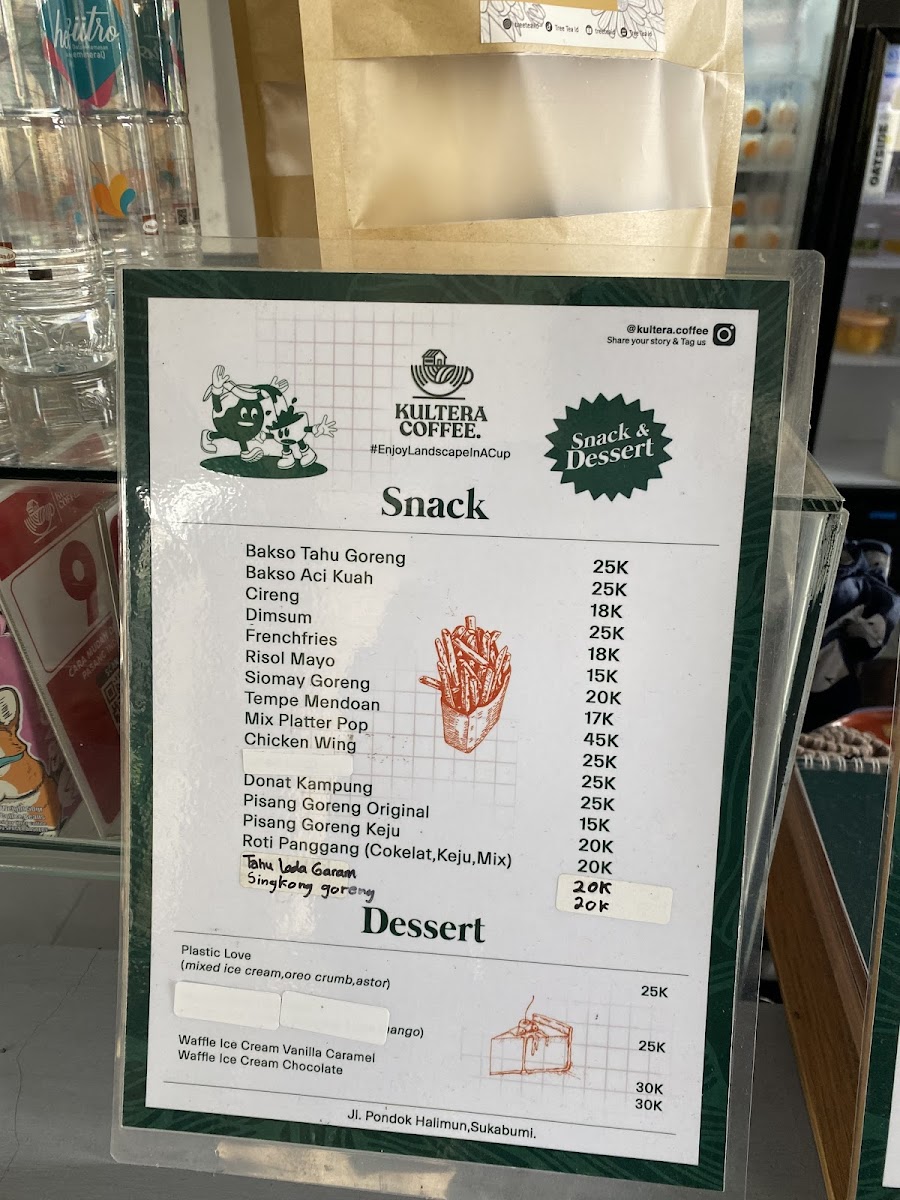 hejütro
Tree Tea id
@kultera.coffee
Share your story & Tag us
KULTERA
COFFEE.
#EnjoyLandscapeInACup
Snack &
Dessert
OATSIDE
Snack
Bakso Tahu Goreng 25K
Bakso Aci Kuah 25K
Cireng 18K
Dimsum 25K
Frenchfries 18K
Risol Mayo 15K
Siomay Goreng 20K
Tempe Mendoan 17K
Mix Platter Pop 45K
Chicken Wing 25K
25K
Donat Kampung 25K
Pisang Goreng Original 15K
Pisang Goreng Keju 20K
Roti Panggang (Cokelat,Keju,Mix) 20K
Tahu Lada Garam 20K
Singkong goreng 20K
Dessert
Plastic Love
(mixed ice cream,oreo crumb,astor) 25K
ango) 25K
Waffle Ice Cream Vanilla Caramel 30K
Waffle Ice Cream Chocolate 30K
Jl. Pondok Halimun,Sukabumi.